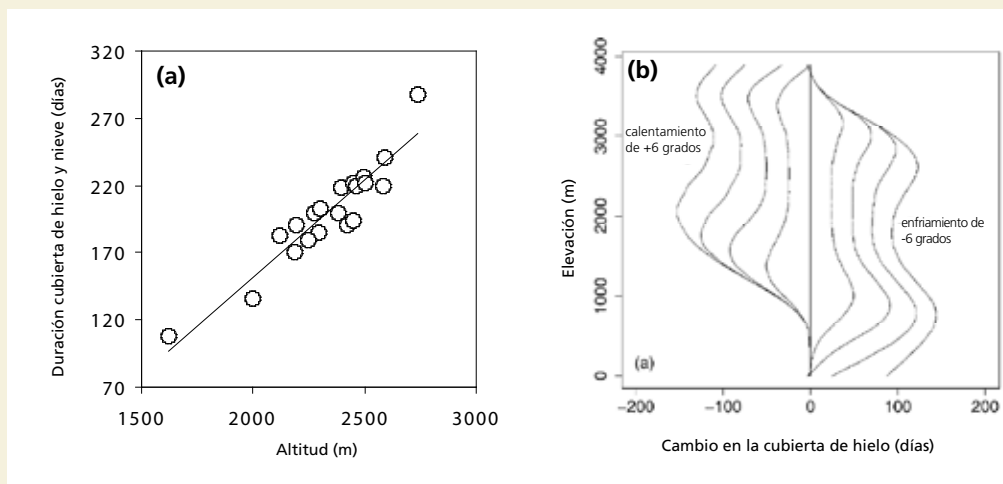 (a)
Duración cubierta de hielo y nieve (días)
320
270
220
170
120
70
1500
2000
2500
3000
Altitud (m)
(b)
Elevación (m)
4000
3000
2000
1000
0
calentamiento
de +6 grados
enfriamiento de
-6 grados
(a)
−200
−100
0
100
200
Cambio en la cubierta de hielo (días)